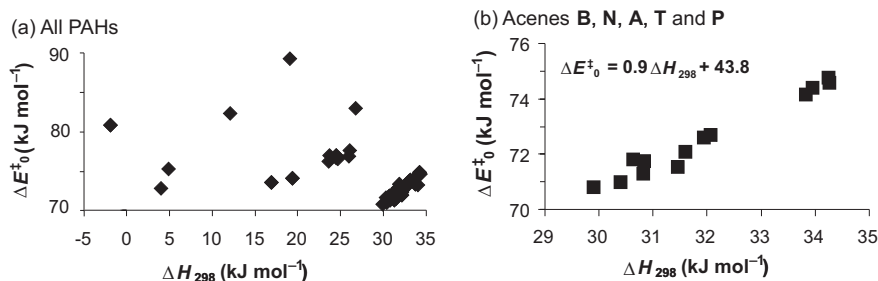 (a) All PAHs
ΔE‡0 (kJ mol−1)
90
80
70
-5 0 5 10 15 20 25 30 35
ΔH298 (kJ mol−1)
(b) Acenes B, N, A, T and P
ΔE‡0 (kJ mol−1)
76
74
72
70
ΔE‡0 = 0.9 ΔH298 + 43.8
29 30 31 32 33 34 35
ΔH298 (kJ mol−1)